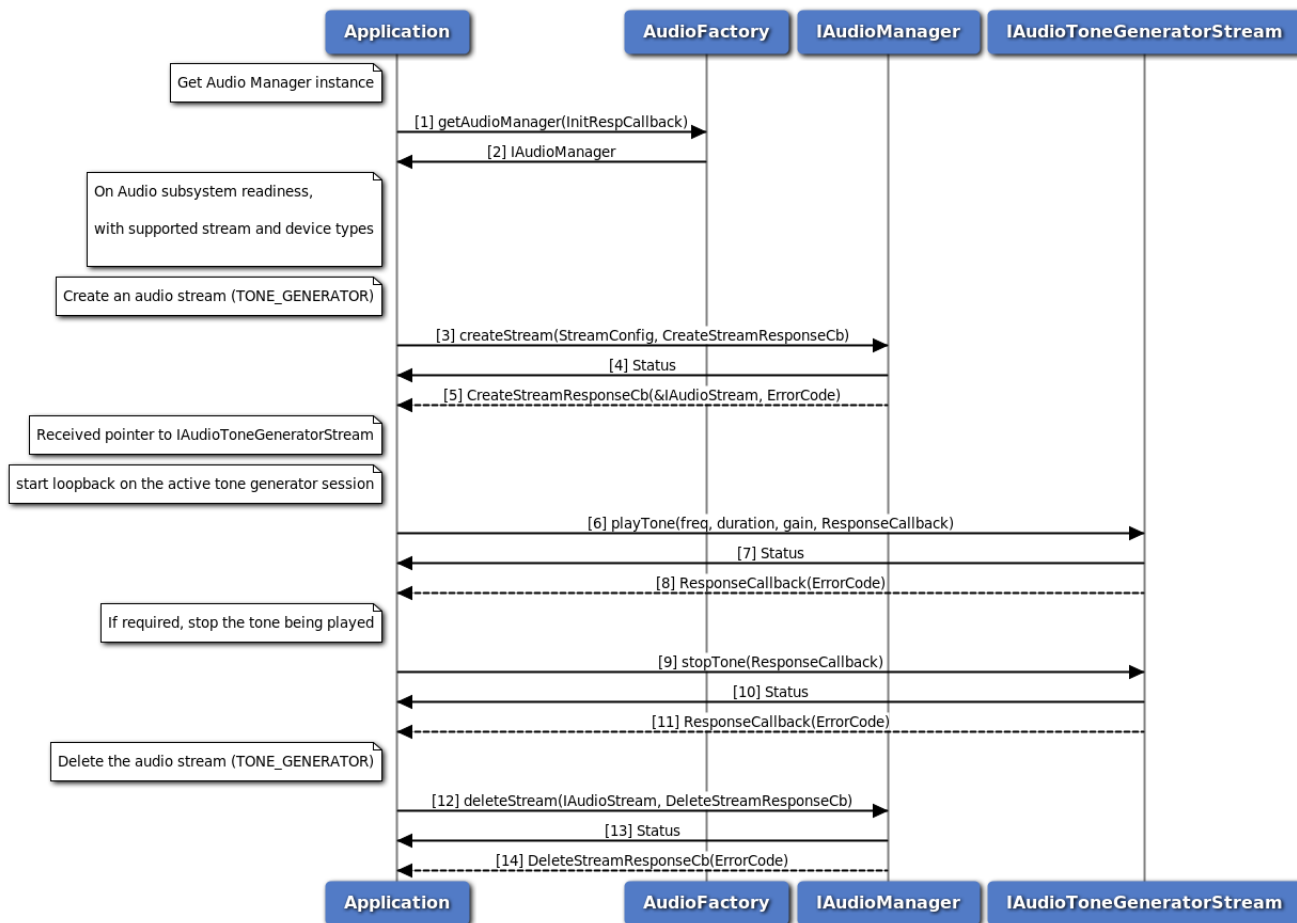 Application
AudioFactory
IAudioManager
IAudioToneGeneratorStream
Get Audio Manager instance
[1] getAudioManager(InitRespCallback)
[2] IAudioManager
On Audio subsystem readiness,
with supported stream and device types
Create an audio stream (TONE_GENERATOR)
[3] createStream(StreamConfig, CreateStreamResponseCb)
[4] Status
[5] CreateStreamResponseCb(&IAudioStream, ErrorCode)
Received pointer to IAudioToneGeneratorStream
start loopback on the active tone generator session
[6] playTone(freq, duration, gain, ResponseCallback)
[7] Status
[8] ResponseCallback(ErrorCode)
If required, stop the tone being played
[9] stopTone(ResponseCallback)
[10] Status
[11] ResponseCallback(ErrorCode)
Delete the audio stream (TONE_GENERATOR)
[12] deleteStream(IAudioStream, DeleteStreamResponseCb)
[13] Status
[14] DeleteStreamResponseCb(ErrorCode)
Application
AudioFactory
IAudioManager
IAudioToneGeneratorStream